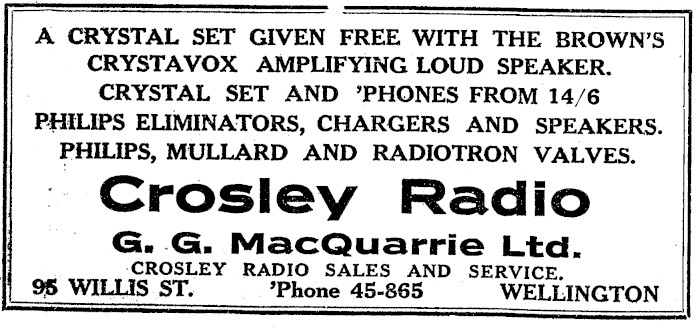 A CRYSTAL SET GIVEN FREE WITH THE BROWN'S
CRYSTAVOX AMPLIFYING LOUD SPEAKER.
CRYSTAL SET AND 'PHONES FROM 14/6
PHILIPS ELIMINATORS, CHARGERS AND SPEAKERS.
PHILIPS, MULLARD AND RADIOTRON VALVES.
Crosley Radio
G. G. MacQuarrie Ltd.
CROSLEY RADIO SALES AND SERVICE.
95 WILLIS ST. 'Phone 45-865 WELLINGTON